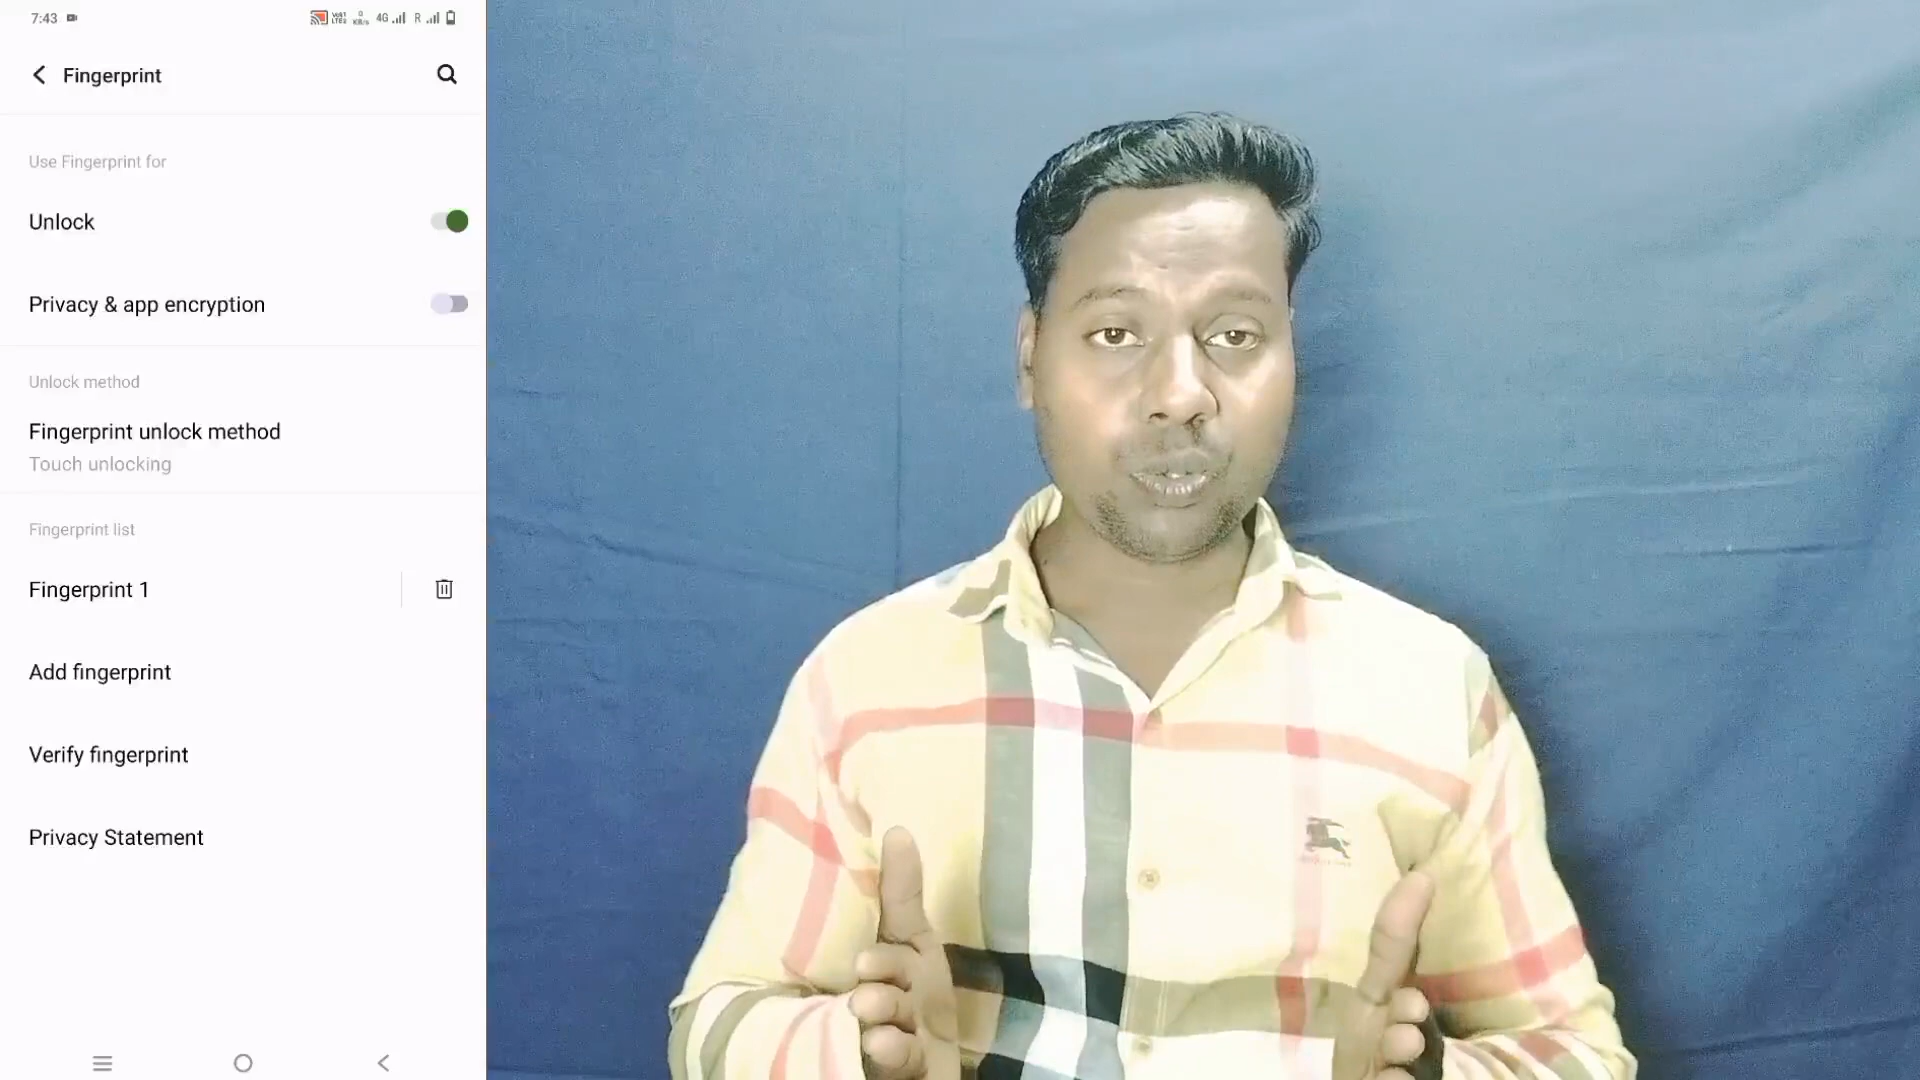 7:43
4G R
Fingerprint
Use Fingerprint for
Unlock
Privacy & app encryption
Unlock method
Fingerprint unlock method
Touch unlocking
Fingerprint list
Fingerprint 1
Add fingerprint
Verify fingerprint
Privacy Statement